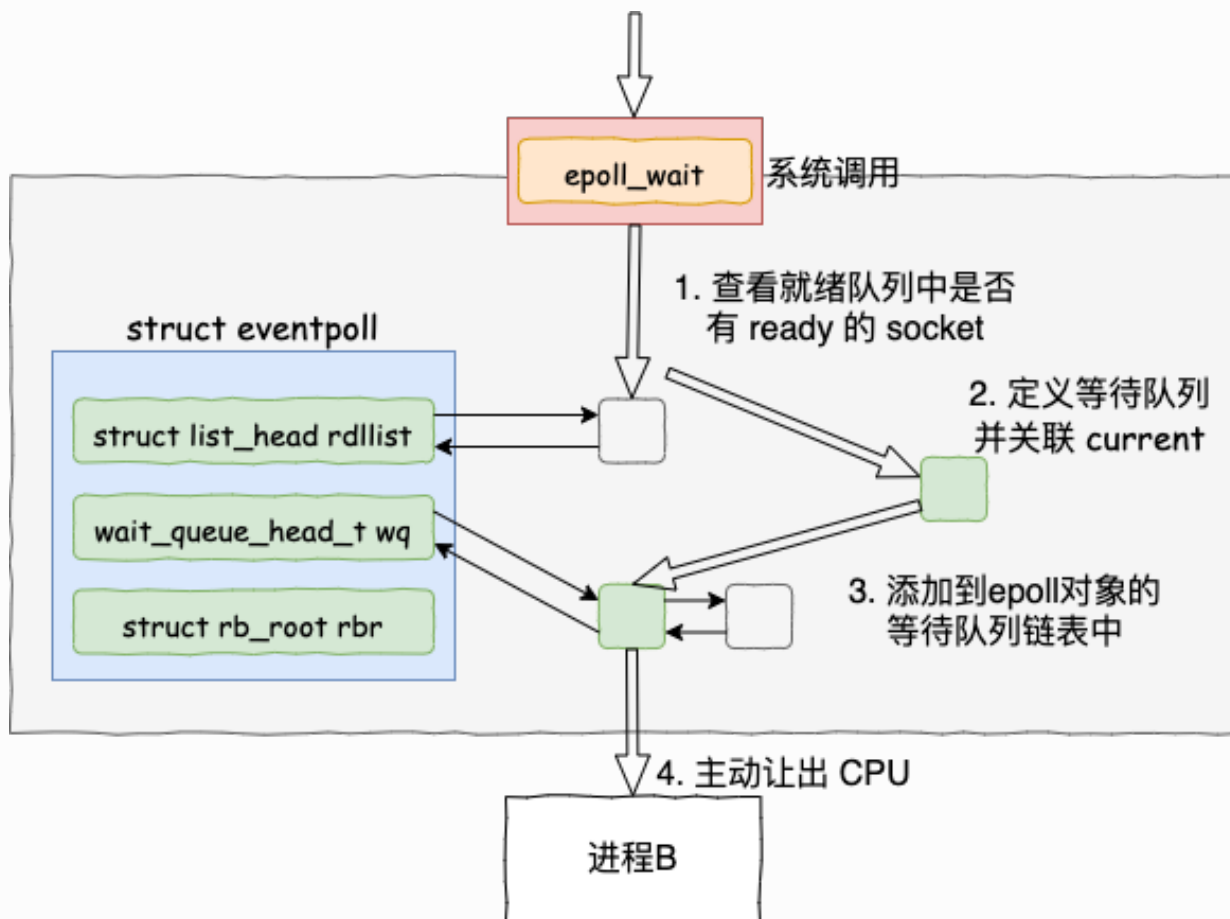 epoll_wait
系统调用
1. 查看就绪队列中是否
有 ready 的 socket
struct eventpoll
struct list_head rdllist
wait_queue_head_t wq
struct rb_root rbr
2. 定义等待队列
并关联 current
3. 添加到epoll对象的
等待队列链表中
4. 主动让出 CPU
进程B